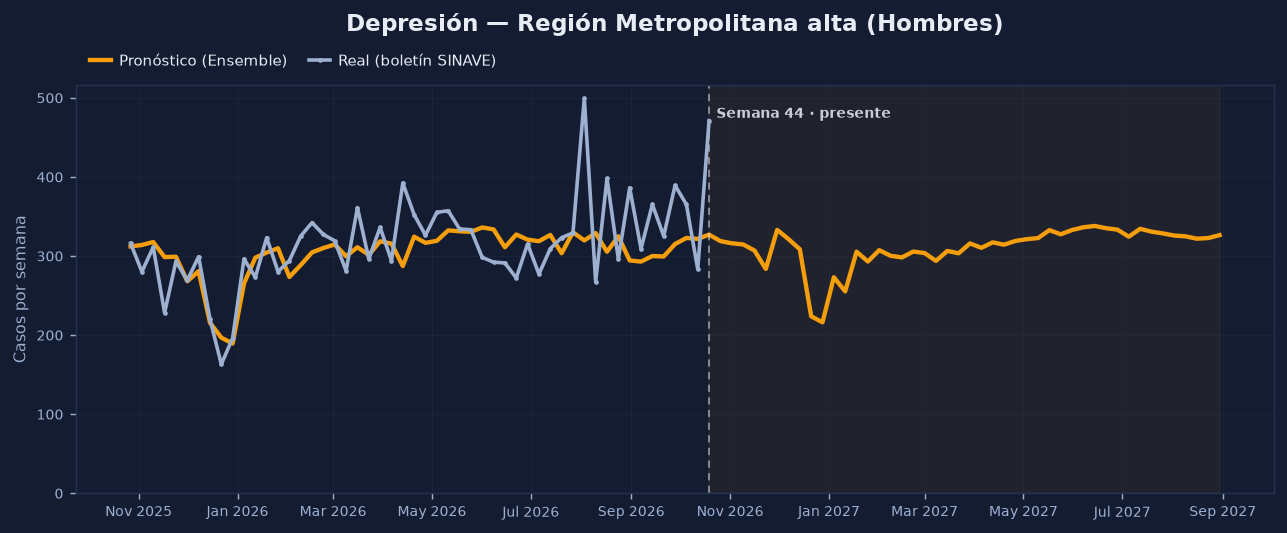 Depresión — Región Metropolitana alta (Hombres)
Pronóstico (Ensemble) Real (boletín SINAVE)
Semana 44 · presente
Casos por semana
500
400
300
200
100
0
Nov 2025 Jan 2026 Mar 2026 May 2026 Jul 2026 Sep 2026 Nov 2026 Jan 2027 Mar 2027 May 2027 Jul 2027 Sep 2027